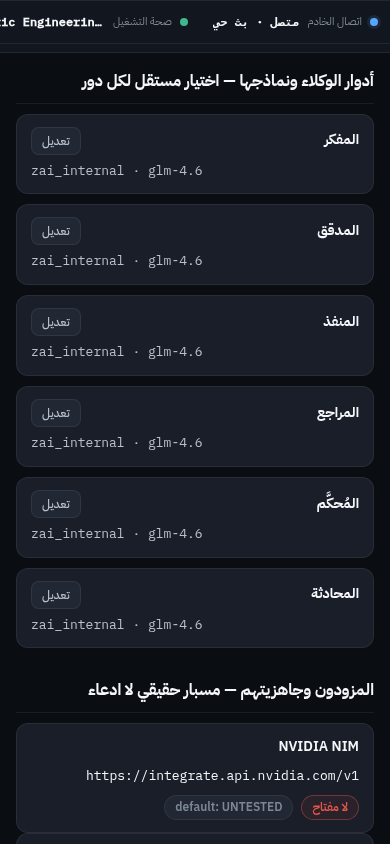 اتصال الخادم متصل · بث حي صحة التشغيل tic Engineerin…
أدوار الوكلاء ونماذجها — اختيار مستقل لكل دور
المفكر تعديل
zai_internal · glm-4.6
المدقق تعديل
zai_internal · glm-4.6
المنفذ تعديل
zai_internal · glm-4.6
المراجع تعديل
zai_internal · glm-4.6
المُحكَّم تعديل
zai_internal · glm-4.6
المحادثة تعديل
zai_internal · glm-4.6
المزودون وجاهزيتهم — مسبار حقيقي لا ادعاء
NVIDIA NIM
https://integrate.api.nvidia.com/v1
لا مفتاح default: UNTESTED